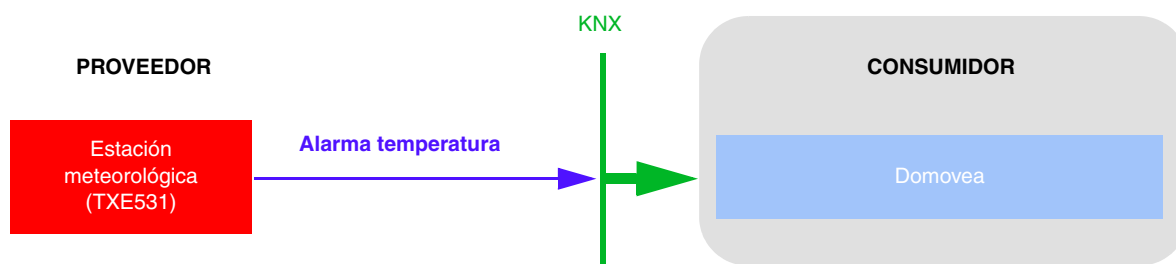 KNX
PROVEEDOR
CONSUMIDOR
Estación
meteorológica
(TXE531)
Alarma temperatura
Domovea